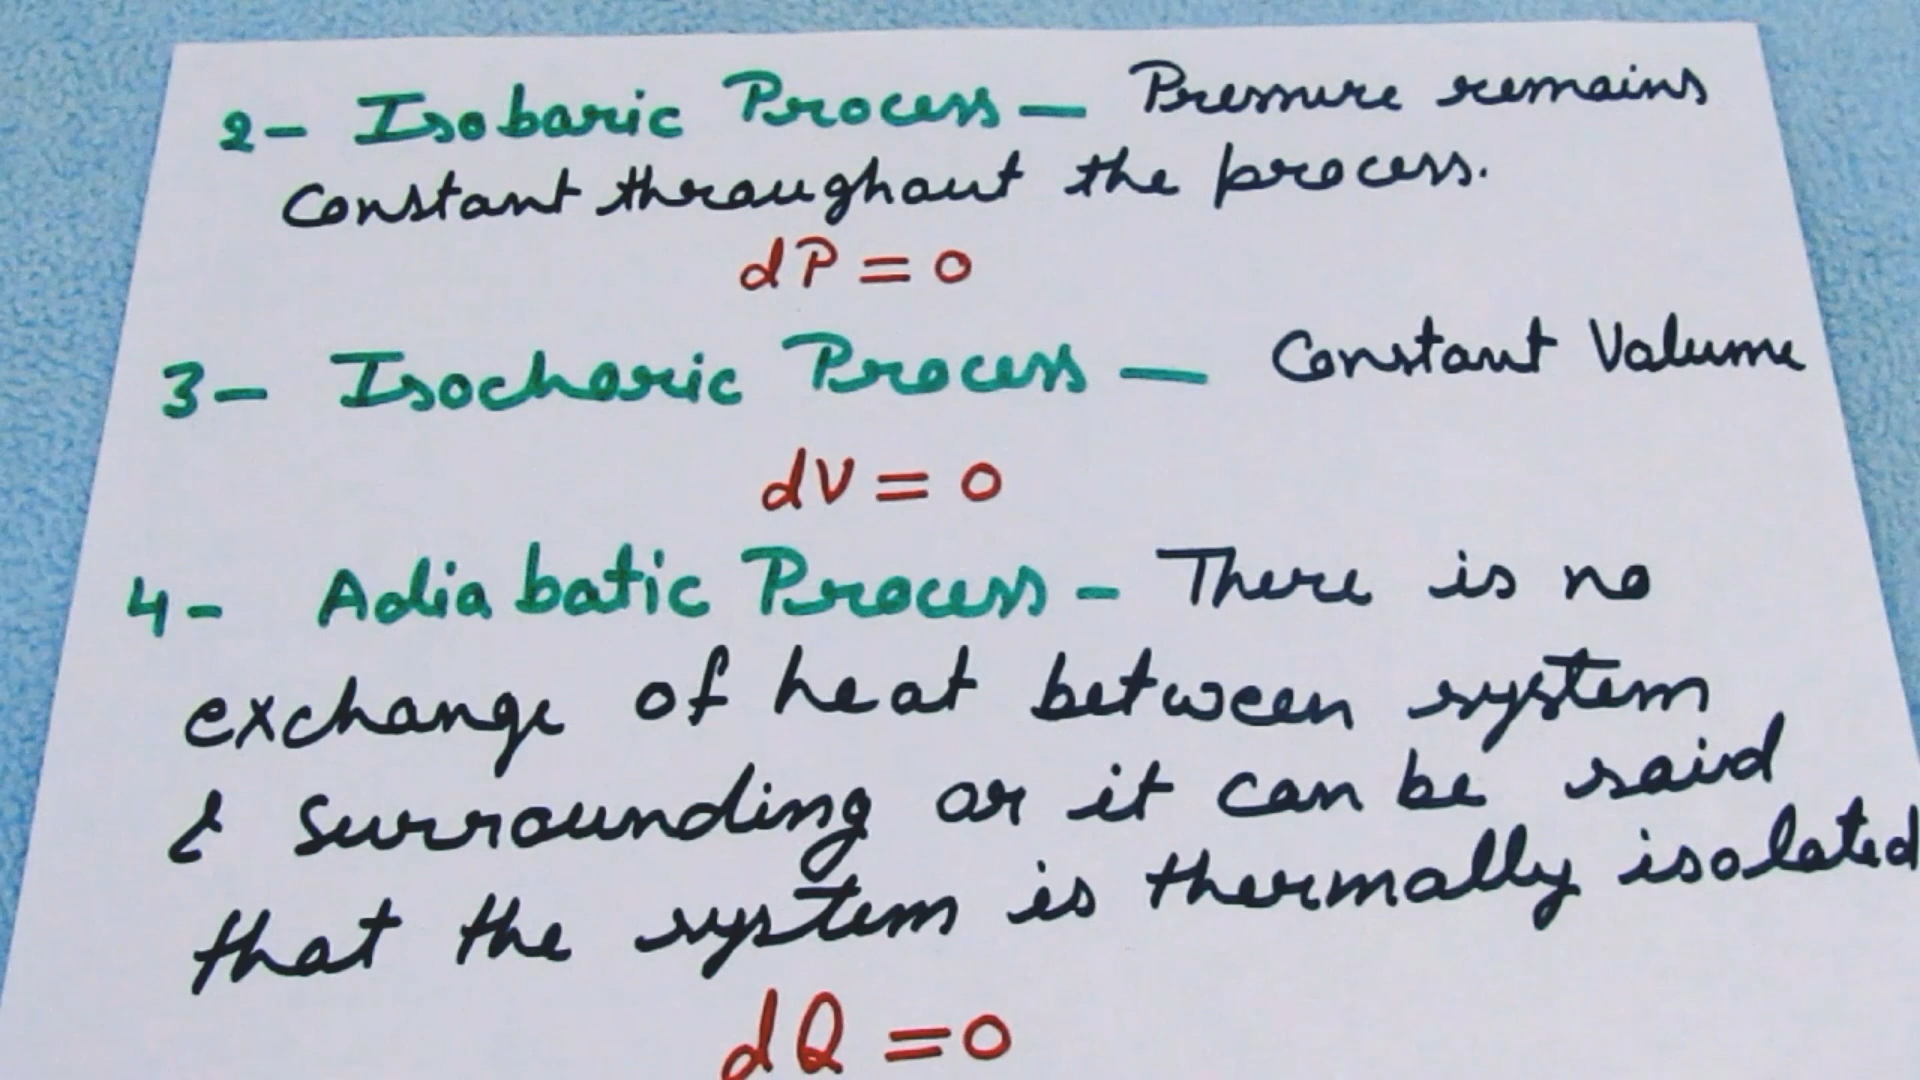 2- Isobaric Process — Pressure remains
Constant throughout the process.
dP = 0
3- Isochoric Process — Constant Volume
dV = 0
4- Adiabatic Process - There is no
exchange of heat between system
& surrounding or it can be said
that the system is thermally isolated
dQ = 0